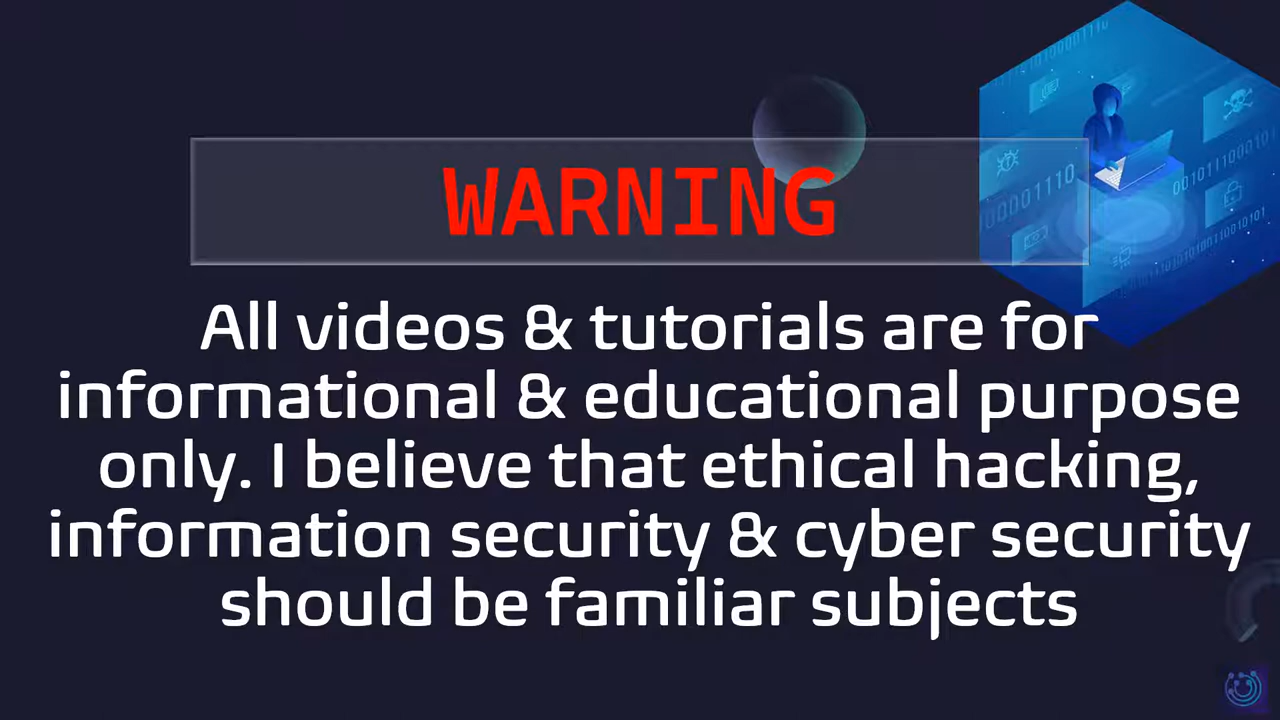 WARNING
All videos & tutorials are for
informational & educational purpose
only. I believe that ethical hacking,
information security & cyber security
should be familiar subjects